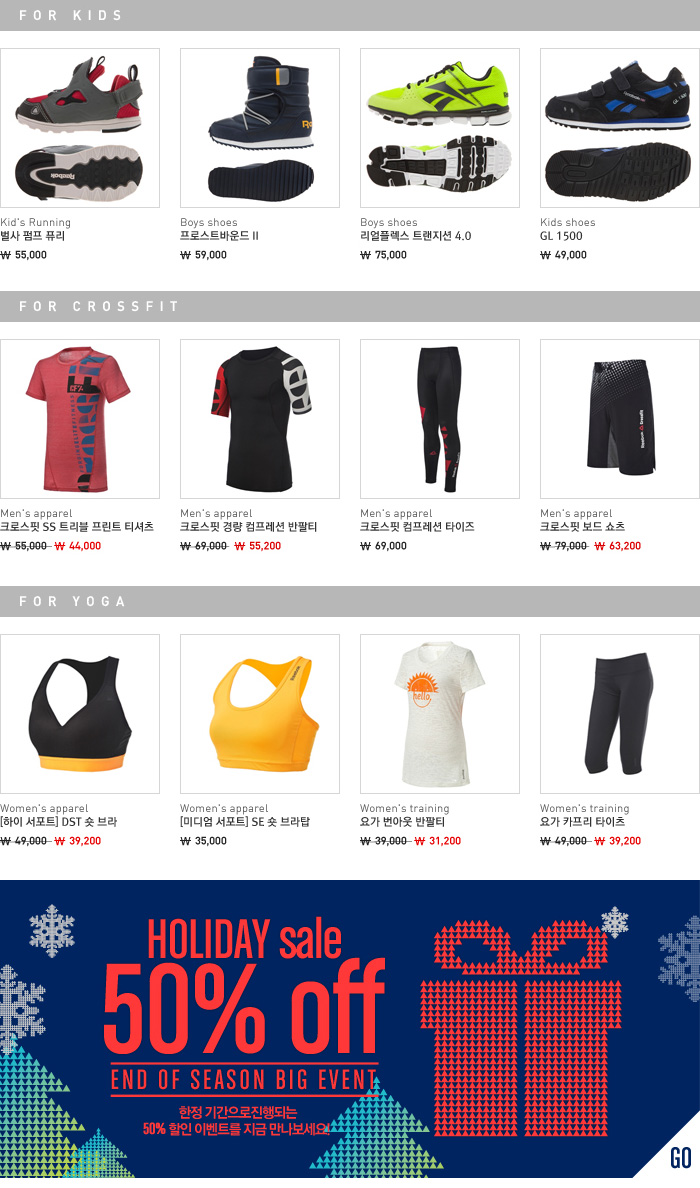 FOR KIDS
Kid's Running
벌사 펌프 퓨리
₩ 55,000
Boys shoes
프로스트바운드 II
₩ 59,000
Boys shoes
리얼플렉스 트랜지션 4.0
₩ 75,000
Kids shoes
GL 1500
₩ 49,000
FOR CROSSFIT
Men's apparel
크로스핏 SS 트리블 프린트 티셔츠
₩ 55,000 ₩ 44,000
Men's apparel
크로스핏 경량 컴프레션 반팔티
₩ 69,000 ₩ 55,200
Men's apparel
크로스핏 컴프레션 타이즈
₩ 69,000
Men's apparel
크로스핏 보드 쇼츠
₩ 79,000 ₩ 63,200
FOR YOGA
Women's apparel
[하이 서포트] DST 숏 브라
₩ 49,000 ₩ 39,200
Women's apparel
[미디엄 서포트] SE 숏 브라탑
₩ 35,000
Women's training
hello,
요가 번아웃 반팔티
₩ 39,000 ₩ 31,200
Women's training
요가 카프리 타이츠
₩ 49,000 ₩ 39,200
HOLIDAY sale
50% off
END OF SEASON BIG EVENT
한정 기간으로진행되는
50% 할인 이벤트를 지금 만나보세요!
GO